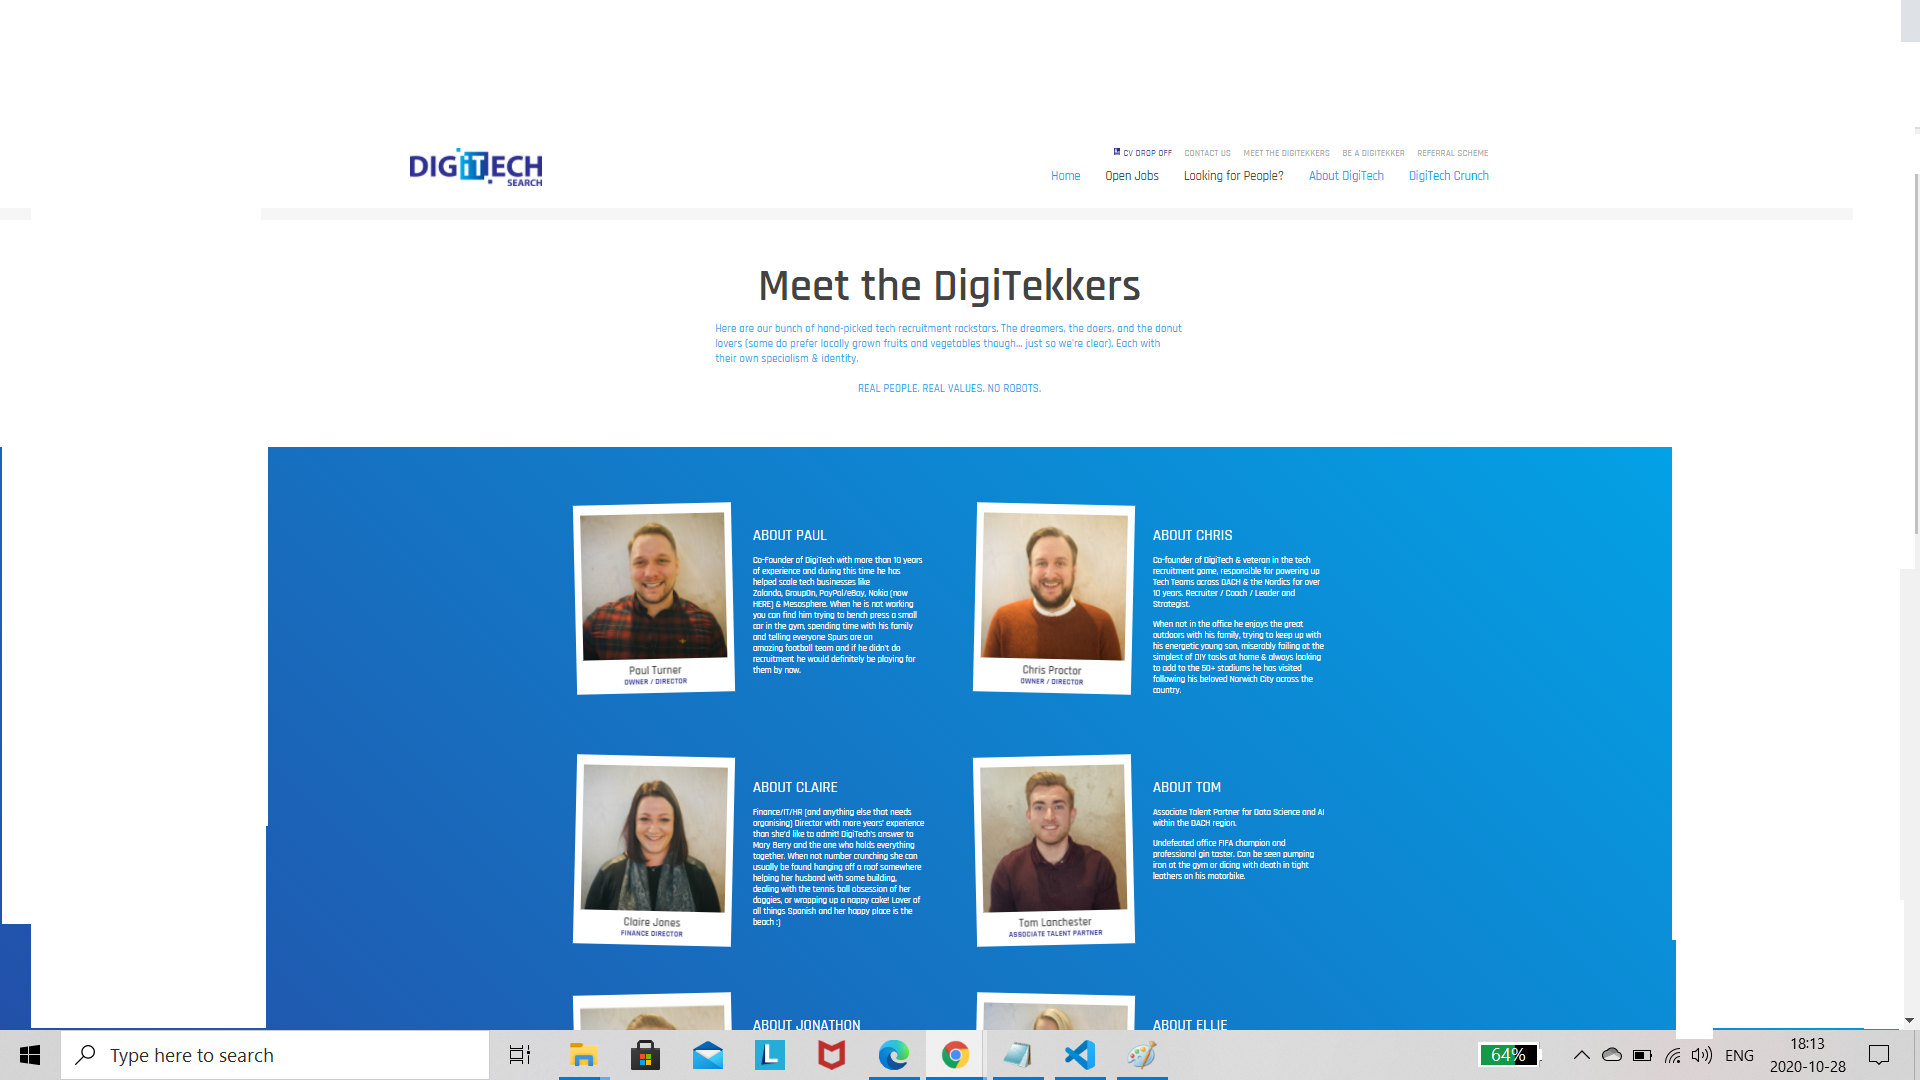 DIGITECH
SEARCH
CV DROP OFF CONTACT US MEET THE DIGITEKKERS BE A DIGITEKKER REFERRAL SCHEME
Home Open Jobs Looking for People? About DigiTech DigiTech Crunch
Meet the DigiTekkers
Here are our bunch of hand-picked tech recruitment rockstars. The dreamers, the doers, and the donut
lovers (some do prefer locally grown fruits and vegetables though... just so we're clear). Each with
their own specialism & identity.
REAL PEOPLE. REAL VALUES. NO ROBOTS.
Paul Turner
OWNER / DIRECTOR
ABOUT PAUL
Co-Founder of DigiTech with more than 10 years
of experience and during this time he has
helped scale tech businesses like
Zalando, GroupOn, PayPal/eBay, Nokia (now
HERE) & Mesosphere. When he is not working
you can find him trying to bench press a small
car in the gym, spending time with his family
and telling everyone Spurs are an
amazing football team and if he didn't do
recruitment he would definitely be playing for
them by now.
Chris Proctor
OWNER / DIRECTOR
ABOUT CHRIS
Co-founder of DigiTech & veteran in the tech
recruitment game, responsible for powering up
Tech Teams across DACH & the Nordics for over
10 years. Recruiter / Coach / Leader and
Strategist.
When not in the office he enjoys the great
outdoors with his family, trying to keep up with
his energetic young son, miserably failing at the
simplest of DIY tasks at home & always looking
to add to the 50+ stadiums he has visited
following his beloved Norwich City across the
country.
Claire Jones
FINANCE DIRECTOR
ABOUT CLAIRE
Finance/IT/HR (and anything else that needs
organising) Director with more years' experience
than she'd like to admit! DigiTech's answer to
Mary Berry and the one who holds everything
together. When not number crunching she can
usually be found hanging off a roof somewhere
helping her husband with some building,
dealing with the tennis ball obsession of her
doggies, or wrapping up a nappy cake! Lover of
all things Spanish and her happy place is the
beach :)
Tom Lanchester
ASSOCIATE TALENT PARTNER
ABOUT TOM
Associate Talent Partner for Data Science and AI
within the DACH region.
Undefeated office FIFA champion and
professional gin taster. Can be seen pumping
iron at the gym or dicing with death in tight
leathers on his motorbike.
ABOUT JONATHON
ABOUT ELLIE
Type here to search
L
64%
ENG
18:13
2020-10-28